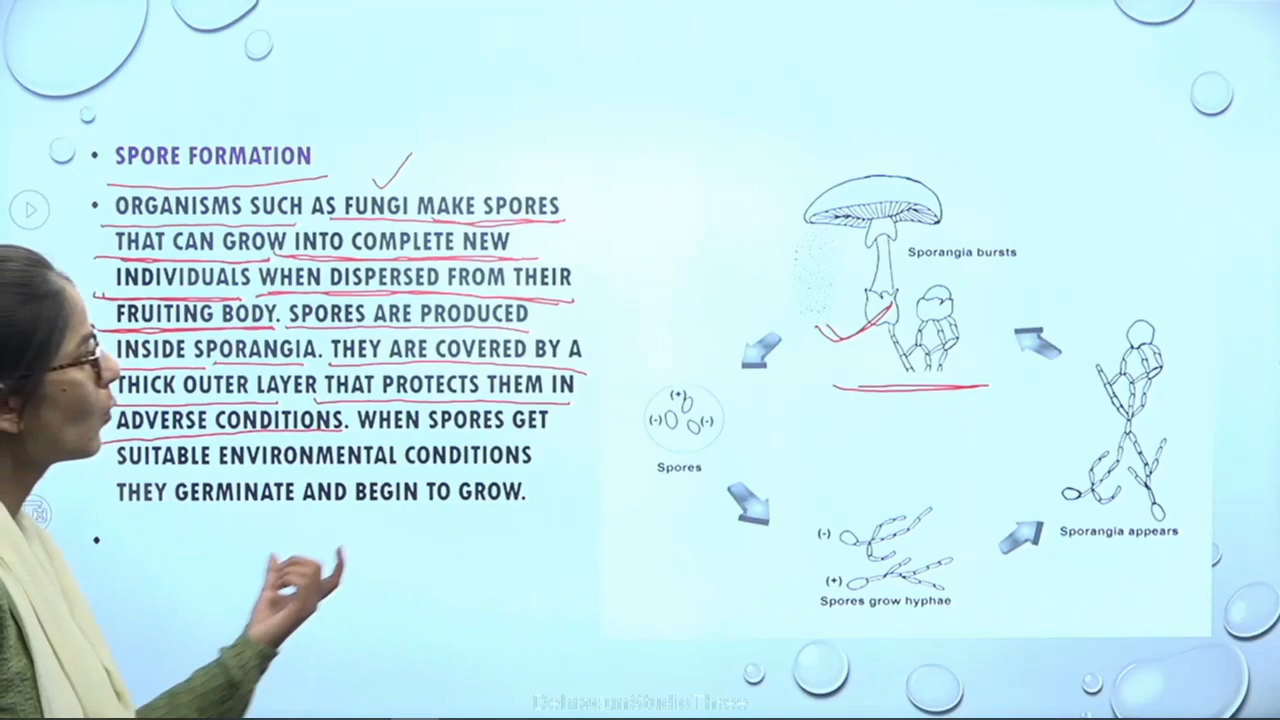 SPORE FORMATION
ORGANISMS SUCH AS FUNGI MAKE SPORES
THAT CAN GROW INTO COMPLETE NEW
INDIVIDUALS WHEN DISPERSED FROM THEIR
FRUITING BODY. SPORES ARE PRODUCED
INSIDE SPORANGIA. THEY ARE COVERED BY A
THICK OUTER LAYER THAT PROTECTS THEM IN
ADVERSE CONDITIONS. WHEN SPORES GET
SUITABLE ENVIRONMENTAL CONDITIONS
THEY GERMINATE AND BEGIN TO GROW.
Sporangia bursts
(+)
(-) (-)
Spores
Sporangia appears
(-)
(+)
Spores grow hyphae